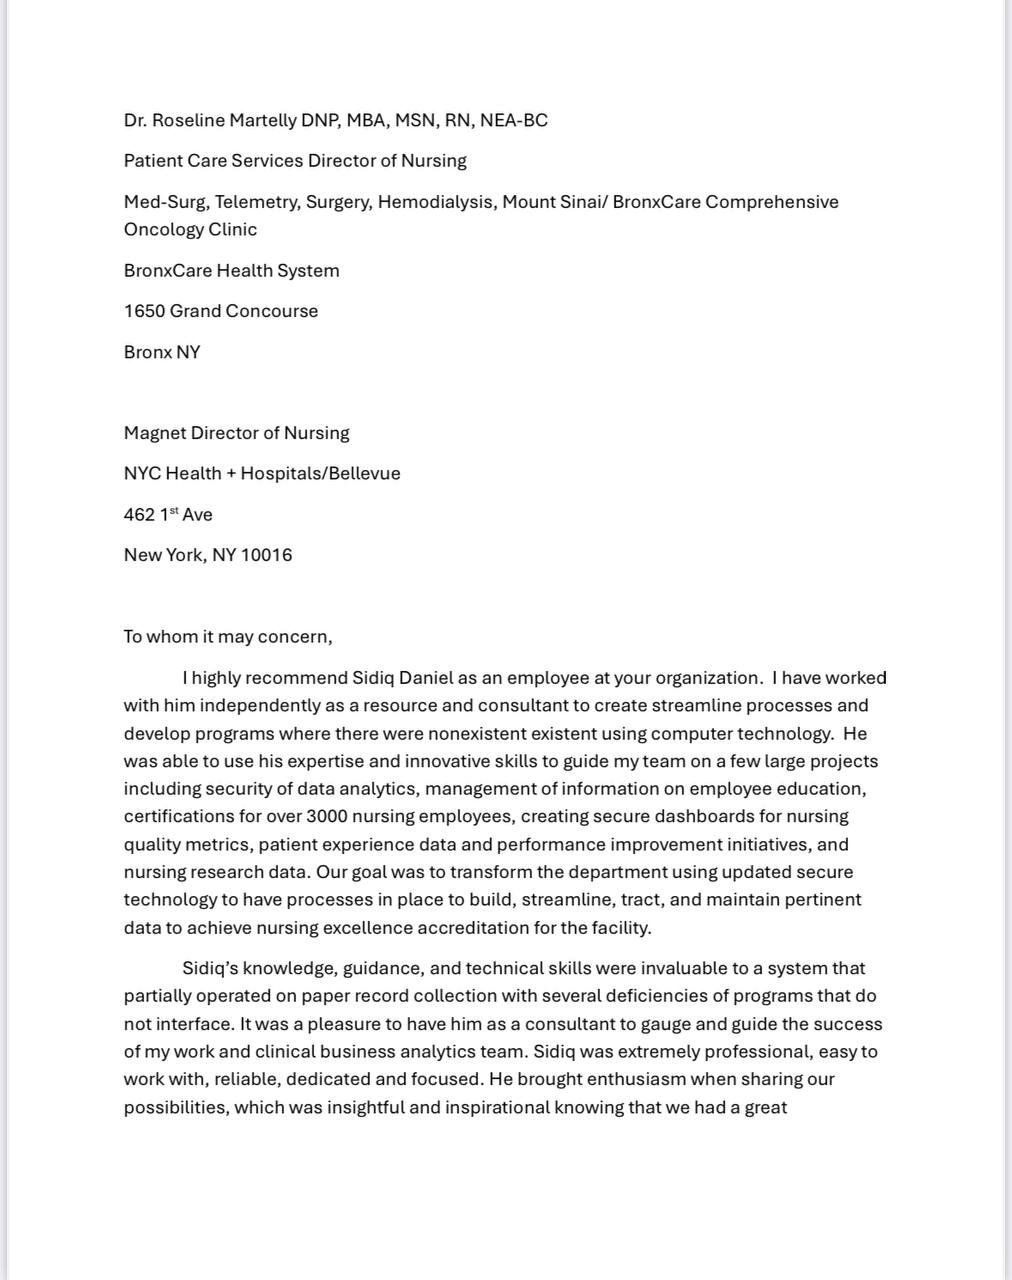 Dr. Roseline Martelly DNP, MBA, MSN, RN, NEA-BC
Patient Care Services Director of Nursing
Med-Surg, Telemetry, Surgery, Hemodialysis, Mount Sinai/ BronxCare Comprehensive
Oncology Clinic
BronxCare Health System
1650 Grand Concourse
Bronx NY
Magnet Director of Nursing
NYC Health + Hospitals/Bellevue
462 1st Ave
New York, NY 10016
To whom it may concern,
I highly recommend Sidiq Daniel as an employee at your organization.  I have worked
with him independently as a resource and consultant to create streamline processes and
develop programs where there were nonexistent existent using computer technology.  He
was able to use his expertise and innovative skills to guide my team on a few large projects
including security of data analytics, management of information on employee education,
certifications for over 3000 nursing employees, creating secure dashboards for nursing
quality metrics, patient experience data and performance improvement initiatives, and
nursing research data. Our goal was to transform the department using updated secure
technology to have processes in place to build, streamline, tract, and maintain pertinent
data to achieve nursing excellence accreditation for the facility.
Sidiq’s knowledge, guidance, and technical skills were invaluable to a system that
partially operated on paper record collection with several deficiencies of programs that do
not interface. It was a pleasure to have him as a consultant to gauge and guide the success
of my work and clinical business analytics team. Sidiq was extremely professional, easy to
work with, reliable, dedicated and focused. He brought enthusiasm when sharing our
possibilities, which was insightful and inspirational knowing that we had a great